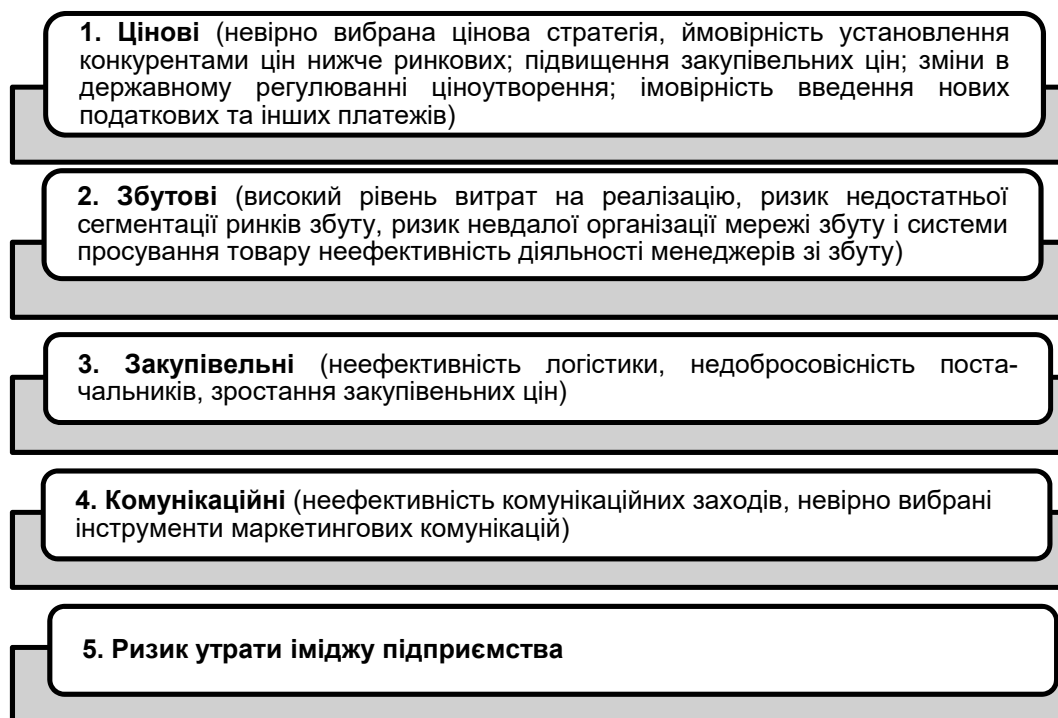 1. Цінові (невірно вибрана цінова стратегія, ймовірність установлення
конкурентами цін нижче ринкових; підвищення закупівельних цін; зміни в
державному регулюванні ціноутворення; імовірність введення нових
податкових та інших платежів)
2. Збутові (високий рівень витрат на реалізацію, ризик недостатньої
сегментації ринків збуту, ризик невдалої організації мережі збуту і системи
просування товару неефективність діяльності менеджерів зі збуту)
3. Закупівельні (неефективність логістики, недобросовісність поста-
чальників, зростання закупівеньних цін)
4. Комунікаційні (неефективність комунікаційних заходів, невірно вибрані
інструменти маркетингових комунікацій)
5. Ризик утрати іміджу підприємства